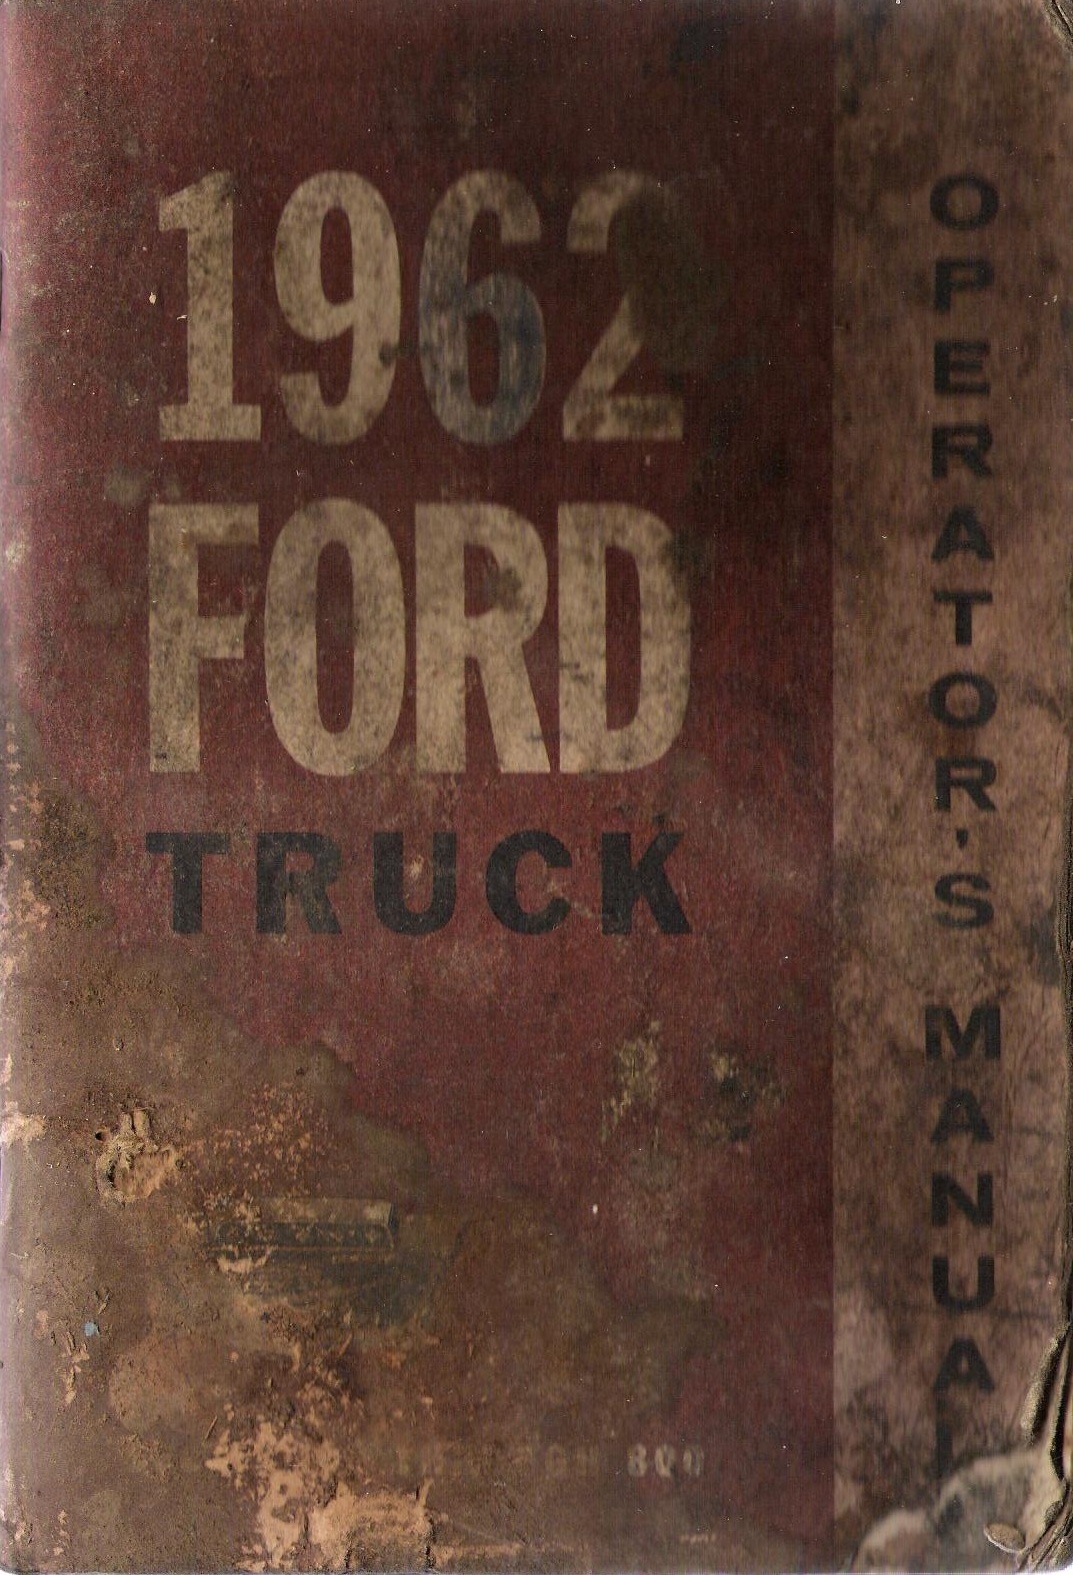 1962
FORD
TRUCK
OPERATOR'S MANUAL